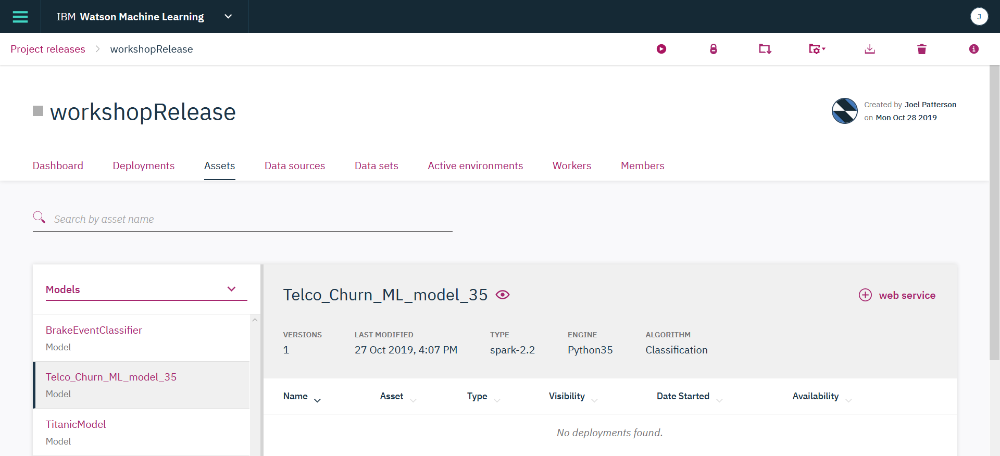 IBM Watson Machine Learning
J
Project releases workshopRelease
workshopRelease
Created by Joel Patterson
on Mon Oct 28 2019
Dashboard Deployments Assets Data sources Data sets Active environments Workers Members
Search by asset name
Models
BrakeEventClassifier
Model
Telco_Churn_ML_model_35
Model
TitanicModel
Model
Telco_Churn_ML_model_35
web service
VERSIONS LAST MODIFIED TYPE ENGINE ALGORITHM
1 27 Oct 2019, 4:07 PM spark-2.2 Python35 Classification
Name Asset Type Visibility Date Started Availability
No deployments found.